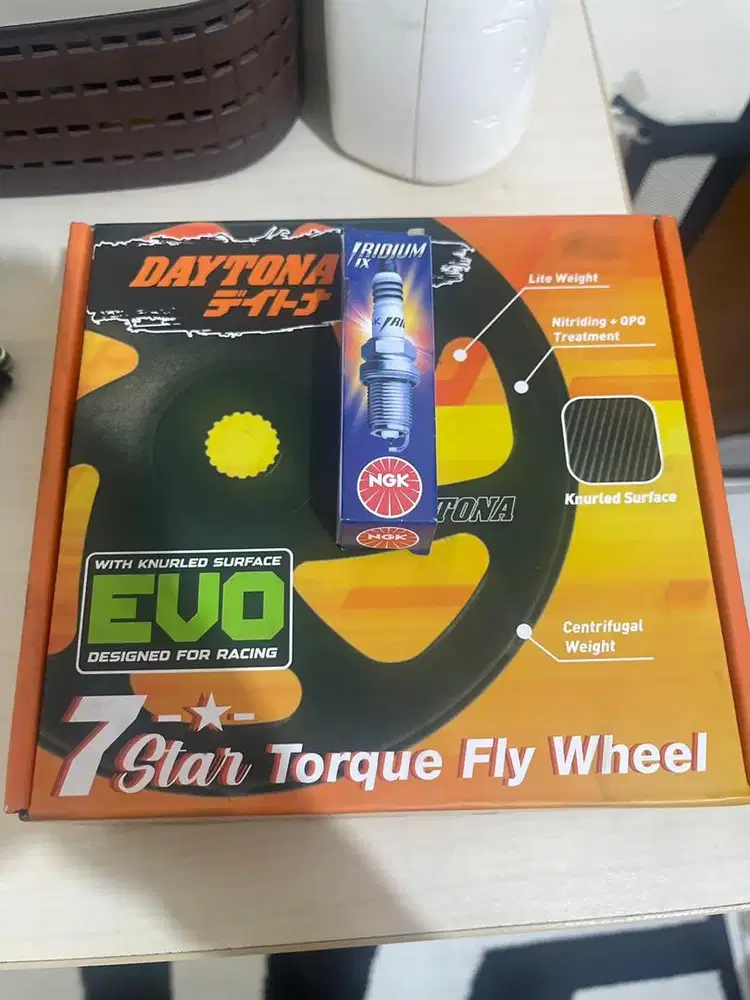 DAYTONA
デイトナ
IRIDIUM
IX
Lite Weight
Nitriding + QPQ
Treatment
K IRI
Knurled Surface
NGK
TONA
NGK
WITH KNURLED SURFACE
EVO
DESIGNED FOR RACING
Centrifugal
Weight
7 Star Torque Fly Wheel